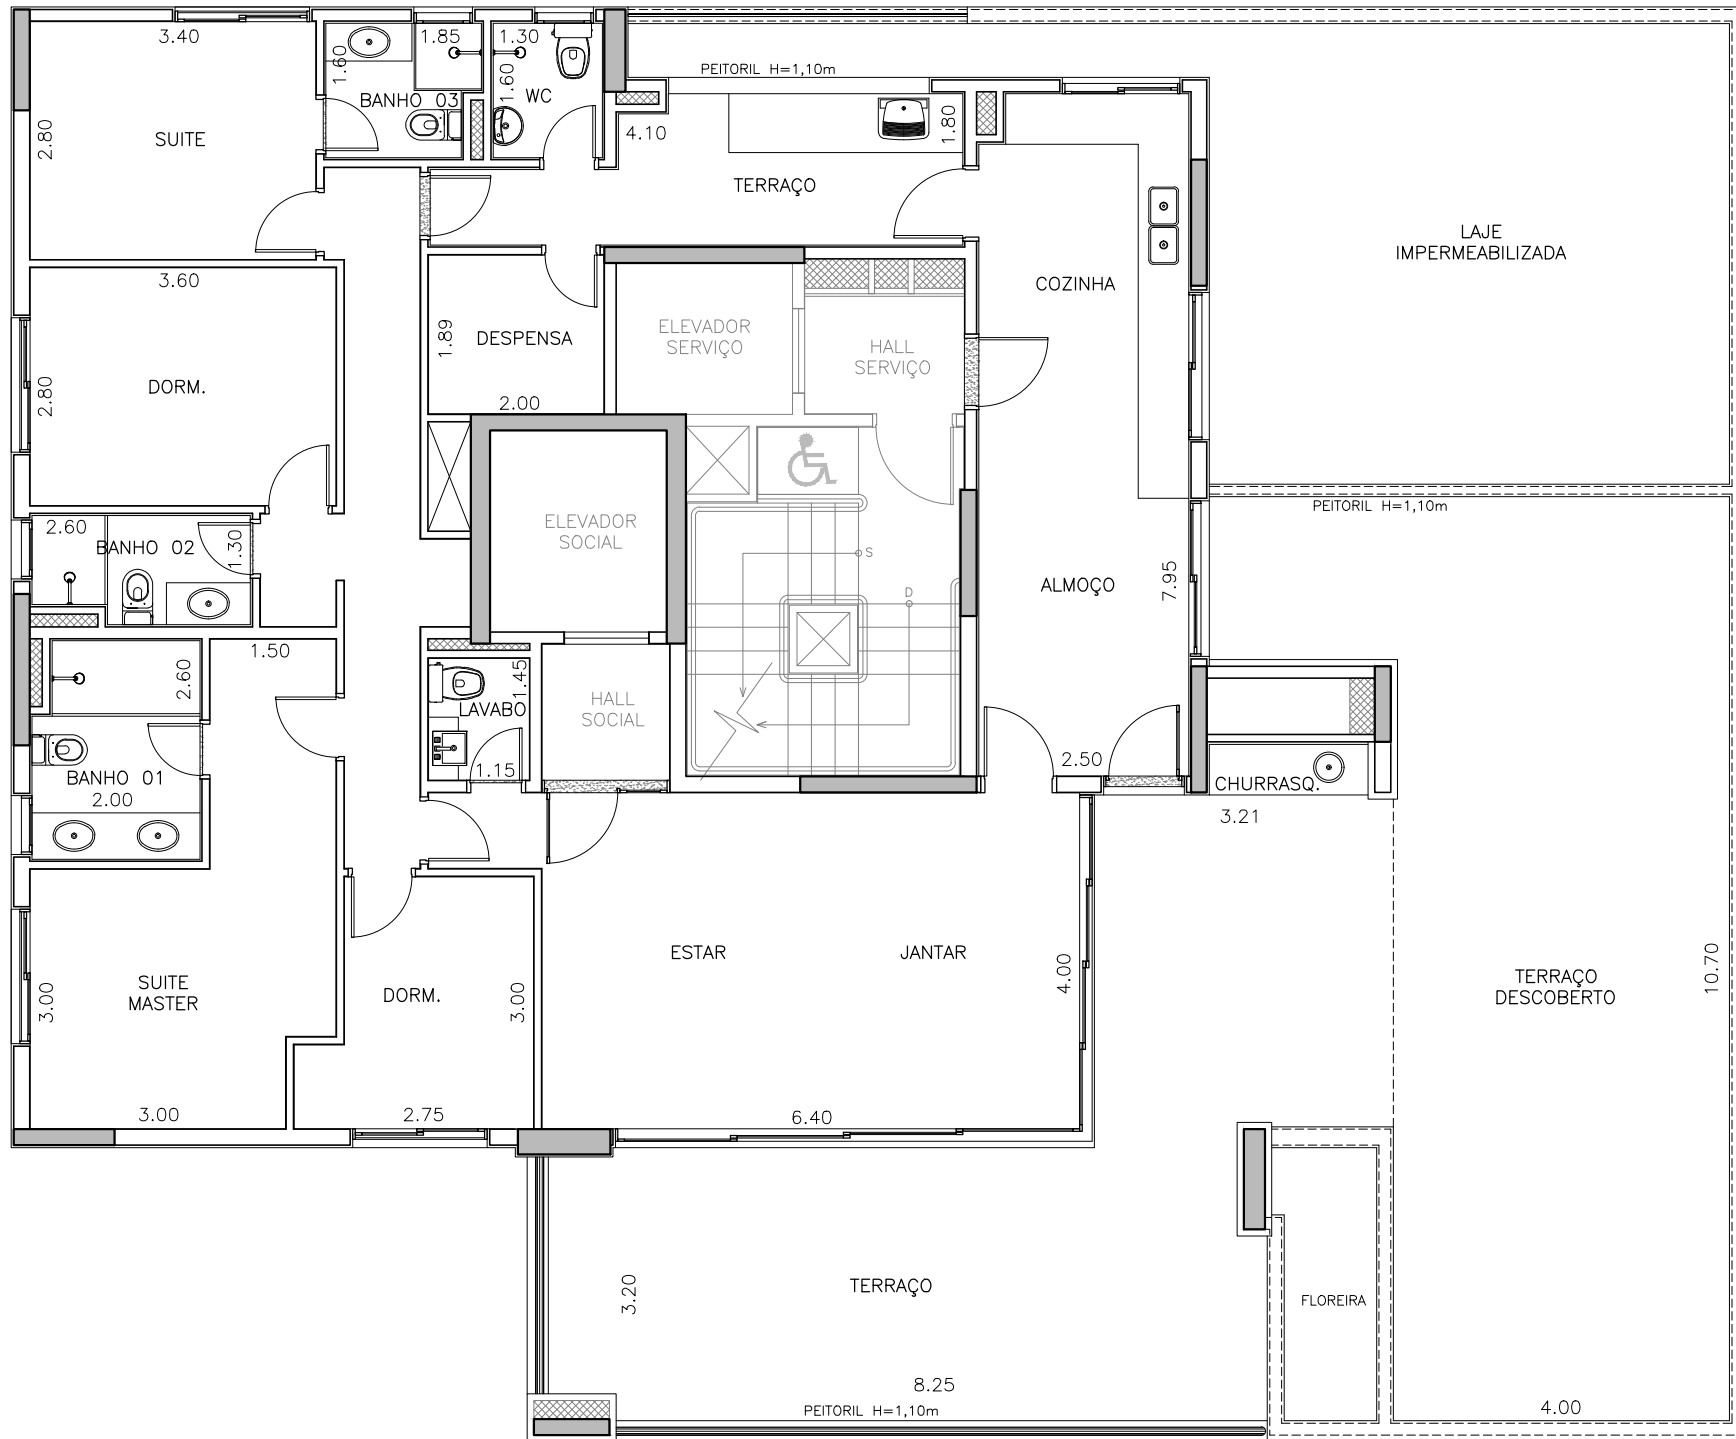 3.40
1.60
1.85
1.30
BANHO 03
1.60
WC
PEITORIL H=1,10m
2.80
SUITE
4.10
1.80
TERRAÇO
LAJE
IMPERMEABILIZADA
3.60
COZINHA
2.80
DORM.
1.89
DESPENSA
2.00
ELEVADOR
SERVIÇO
HALL
SERVIÇO
PEITORIL H=1,10m
2.60
BANHO 02
1.30
ELEVADOR
SOCIAL
S
D
ALMOÇO
7.95
1.50
2.60
1.45
LAVABO
HALL
SOCIAL
1.15
BANHO 01
2.00
2.50
CHURRASQ.
3.21
ESTAR
JANTAR
4.00
SUITE
MASTER
3.00
DORM.
3.00
TERRAÇO
DESCOBERTO
10.70
3.00
2.75
6.40
3.20
TERRAÇO
FLOREIRA
8.25
PEITORIL H=1,10m
4.00